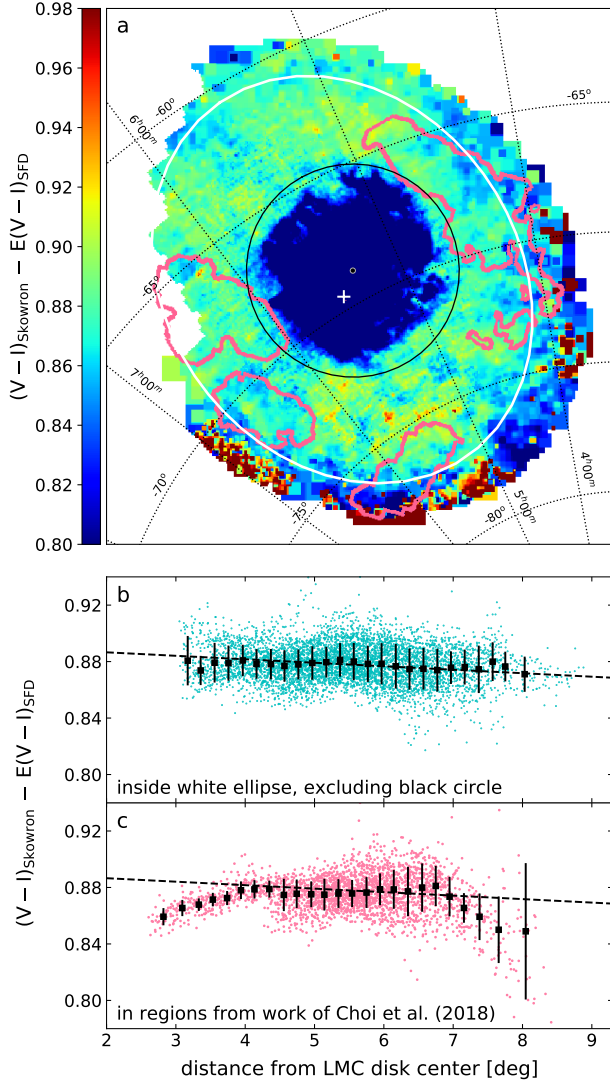 a
0.98
0.96
0.94
0.92
0.90
0.88
0.86
0.84
0.82
0.80
(V − I)Skowron − E(V − I)SFD
-60°
-65°
6ʰ00ᵐ
-65°
7ʰ00ᵐ
-70°
-75°
-80°
5ʰ00ᵐ
4ʰ00ᵐ
b
0.92
0.88
0.84
0.80
inside white ellipse, excluding black circle
c
0.92
0.88
0.84
0.80
in regions from work of Choi et al. (2018)
(V − I)Skowron − E(V − I)SFD
2 3 4 5 6 7 8 9
distance from LMC disk center [deg]